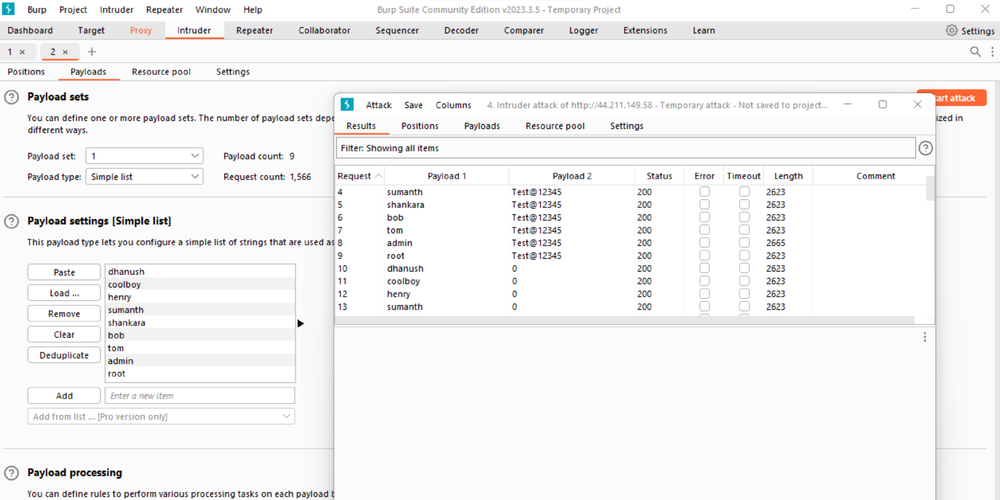 Burp Project Intruder Repeater Window Help Burp Suite Community Edition v2023.3.5 - Temporary Project
Dashboard Target Proxy Intruder Repeater Collaborator Sequencer Decoder Comparer Logger Extensions Learn Settings
1 × 2 × +
Positions Payloads Resource pool Settings
Payload sets
You can define one or more payload sets. The number of payload sets depe
different ways.
Payload set: 1 Payload count: 9
Payload type: Simple list Request count: 1,566
Payload settings [Simple list]
This payload type lets you configure a simple list of strings that are used as
Paste
Load ...
Remove
Clear
Deduplicate
dhanush
coolboy
henry
sumanth
shankara
bob
tom
admin
root
Add Enter a new item
Add from list ... [Pro version only]
Payload processing
You can define rules to perform various processing tasks on each payload b
art attack
ized in
Attack Save Columns 4. Intruder attack of http://44.211.149.58 - Temporary attack - Not saved to project...
Results Positions Payloads Resource pool Settings
Filter: Showing all items
Request Payload 1 Payload 2 Status Error Timeout Length Comment
4 sumanth Test@12345 200 2623
5 shankara Test@12345 200 2623
6 bob Test@12345 200 2623
7 tom Test@12345 200 2623
8 admin Test@12345 200 2665
9 root Test@12345 200 2623
10 dhanush 0 200 2623
11 coolboy 0 200 2623
12 henry 0 200 2623
13 sumanth 0 200 2623